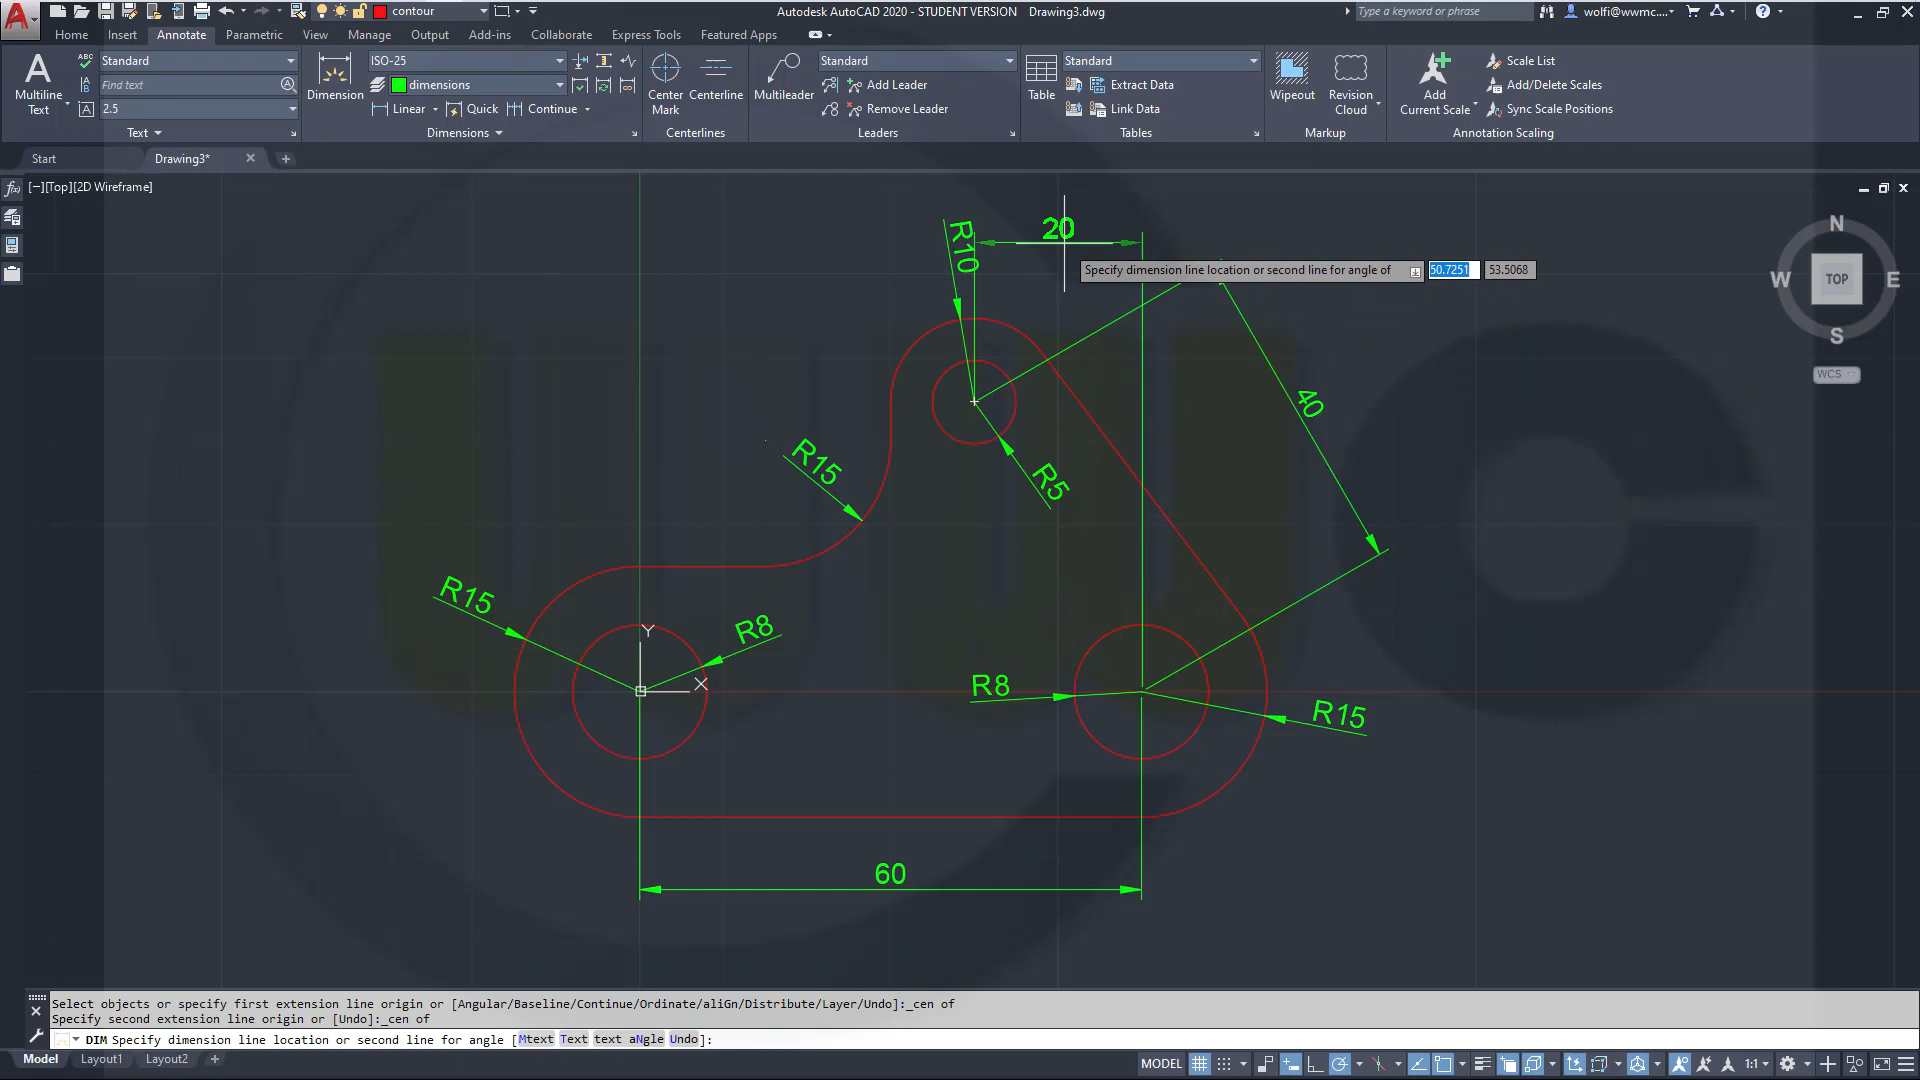 contour
Autodesk AutoCAD 2020 - STUDENT VERSION Drawing3.dwg
Type a keyword or phrase
wolfi@wwmc....
Home Insert Annotate Parametric View Manage Output Add-ins Collaborate Express Tools Featured Apps
Multiline Text
ABC
Standard
Find text
2.5
Text
Dimension
ISO-25
dimensions
Linear Quick Continue
Dimensions
Center Mark
Centerline
Centerlines
Multileader
Standard
Add Leader
Remove Leader
Leaders
Table
Standard
Extract Data
Link Data
Tables
Wipeout
Revision Cloud
Markup
Add Current Scale
Scale List
Add/Delete Scales
Sync Scale Positions
Annotation Scaling
Start
Drawing3*
[−][Top][2D Wireframe]
N
W TOP E
S
WCS
20
R10
Specify dimension line location or second line for angle of 50.7251 53.5068
40
R15
R5
R15
R8
Y
X
R8
R15
60
Select objects or specify first extension line origin or [Angular/Baseline/Continue/Ordinate/aliGn/Distribute/Layer/Undo]:_cen of
Specify second extension line origin or [Undo]:_cen of
DIM Specify dimension line location or second line for angle [Mtext Text text aNgle Undo]:
Model Layout1 Layout2
MODEL
1:1